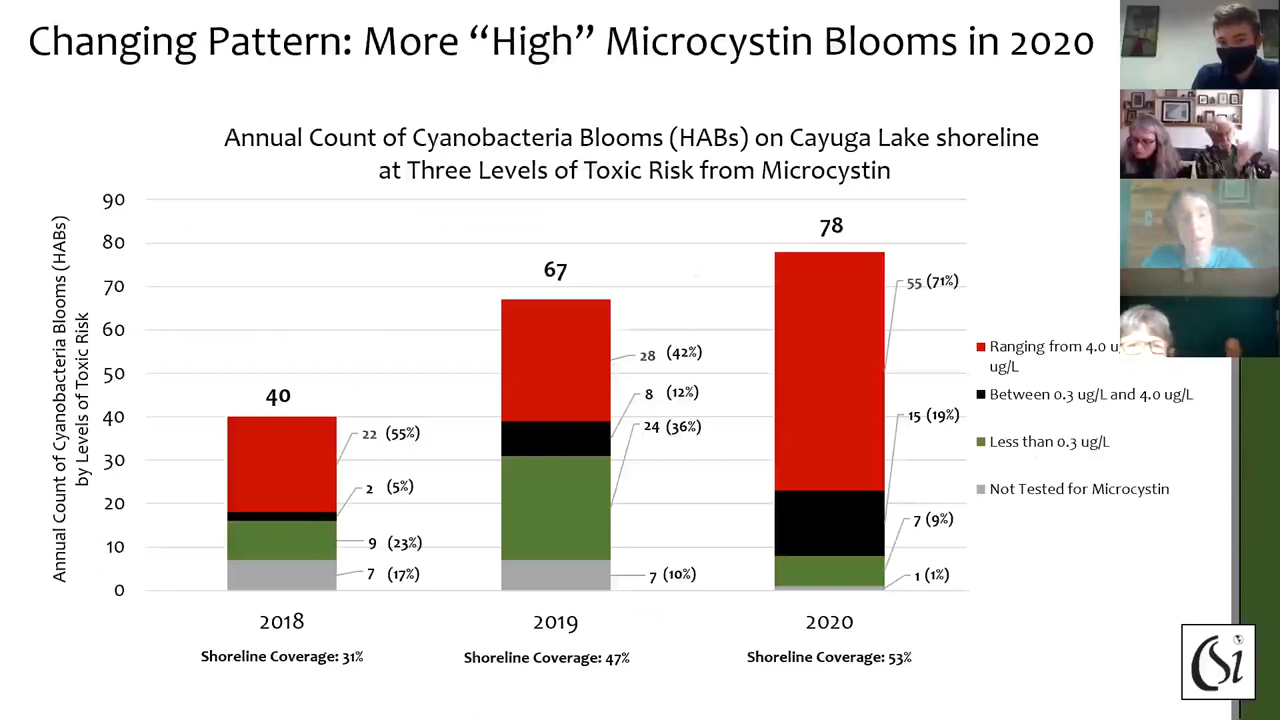 Changing Pattern: More “High” Microcystin Blooms in 2020
Annual Count of Cyanobacteria Blooms (HABs) on Cayuga Lake shoreline
at Three Levels of Toxic Risk from Microcystin
Annual Count of Cyanobacteria Blooms (HABs)
by Levels of Toxic Risk
90
80
70
60
50
40
30
20
10
0
40
22 (55%)
2 (5%)
9 (23%)
7 (17%)
67
28 (42%)
8 (12%)
24 (36%)
7 (10%)
78
55 (71%)
15 (19%)
7 (9%)
1 (1%)
2018
2019
2020
Shoreline Coverage: 31%
Shoreline Coverage: 47%
Shoreline Coverage: 53%
Ranging from 4.0
ug/L
Between 0.3 ug/L and 4.0 ug/L
Less than 0.3 ug/L
Not Tested for Microcystin
CSi